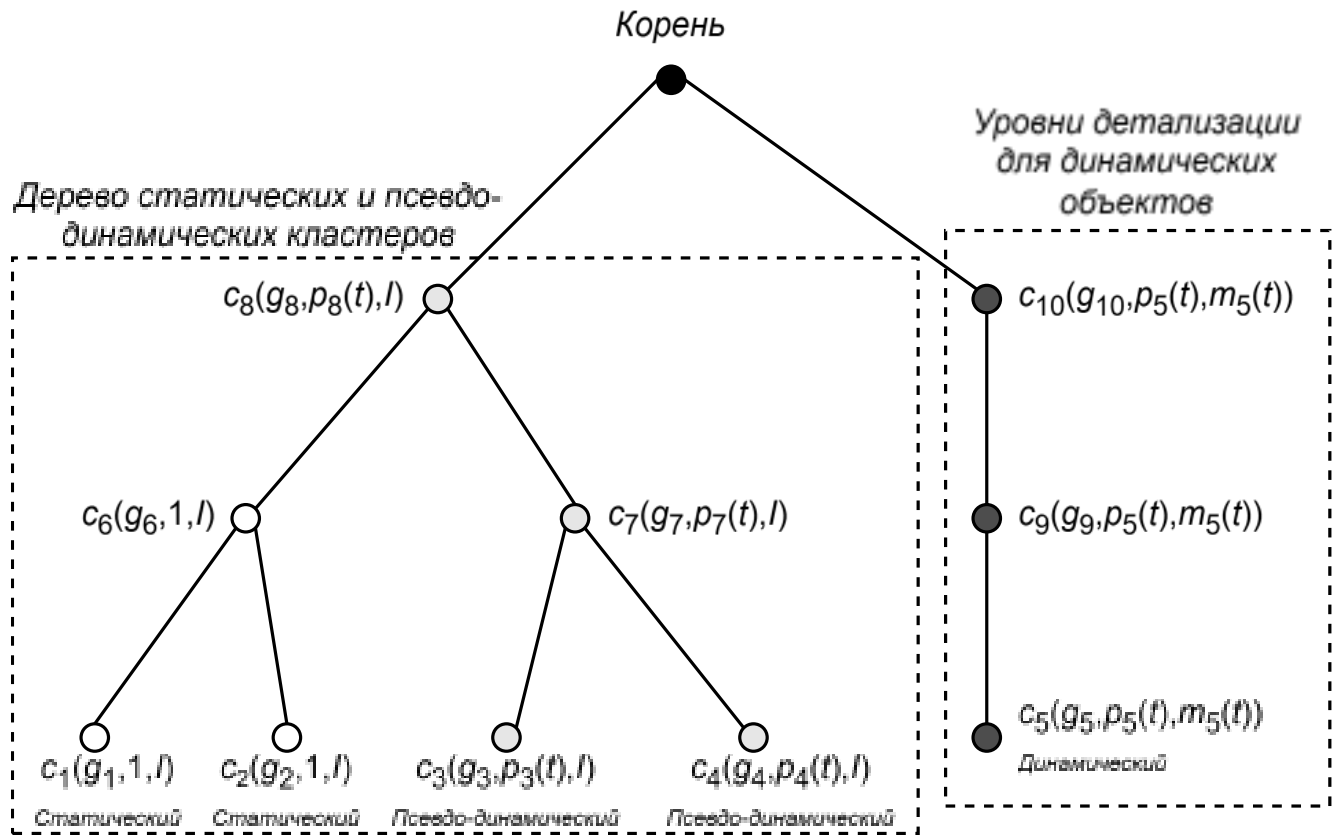 Корень
Уровни детализации
для динамических
объектов
Дерево статических и псевдо-
динамических кластеров
c₈(g₈,p₈(t),I)
c₁₀(g₁₀,p₅(t),m₅(t))
c₆(g₆,1,I)
c₇(g₇,p₇(t),I)
c₉(g₉,p₅(t),m₅(t))
c₅(g₅,p₅(t),m₅(t))
Динамический
c₁(g₁,1,I)
c₂(g₂,1,I)
c₃(g₃,p₃(t),I)
c₄(g₄,p₄(t),I)
Статический
Статический
Псевдо-динамический
Псевдо-динамический